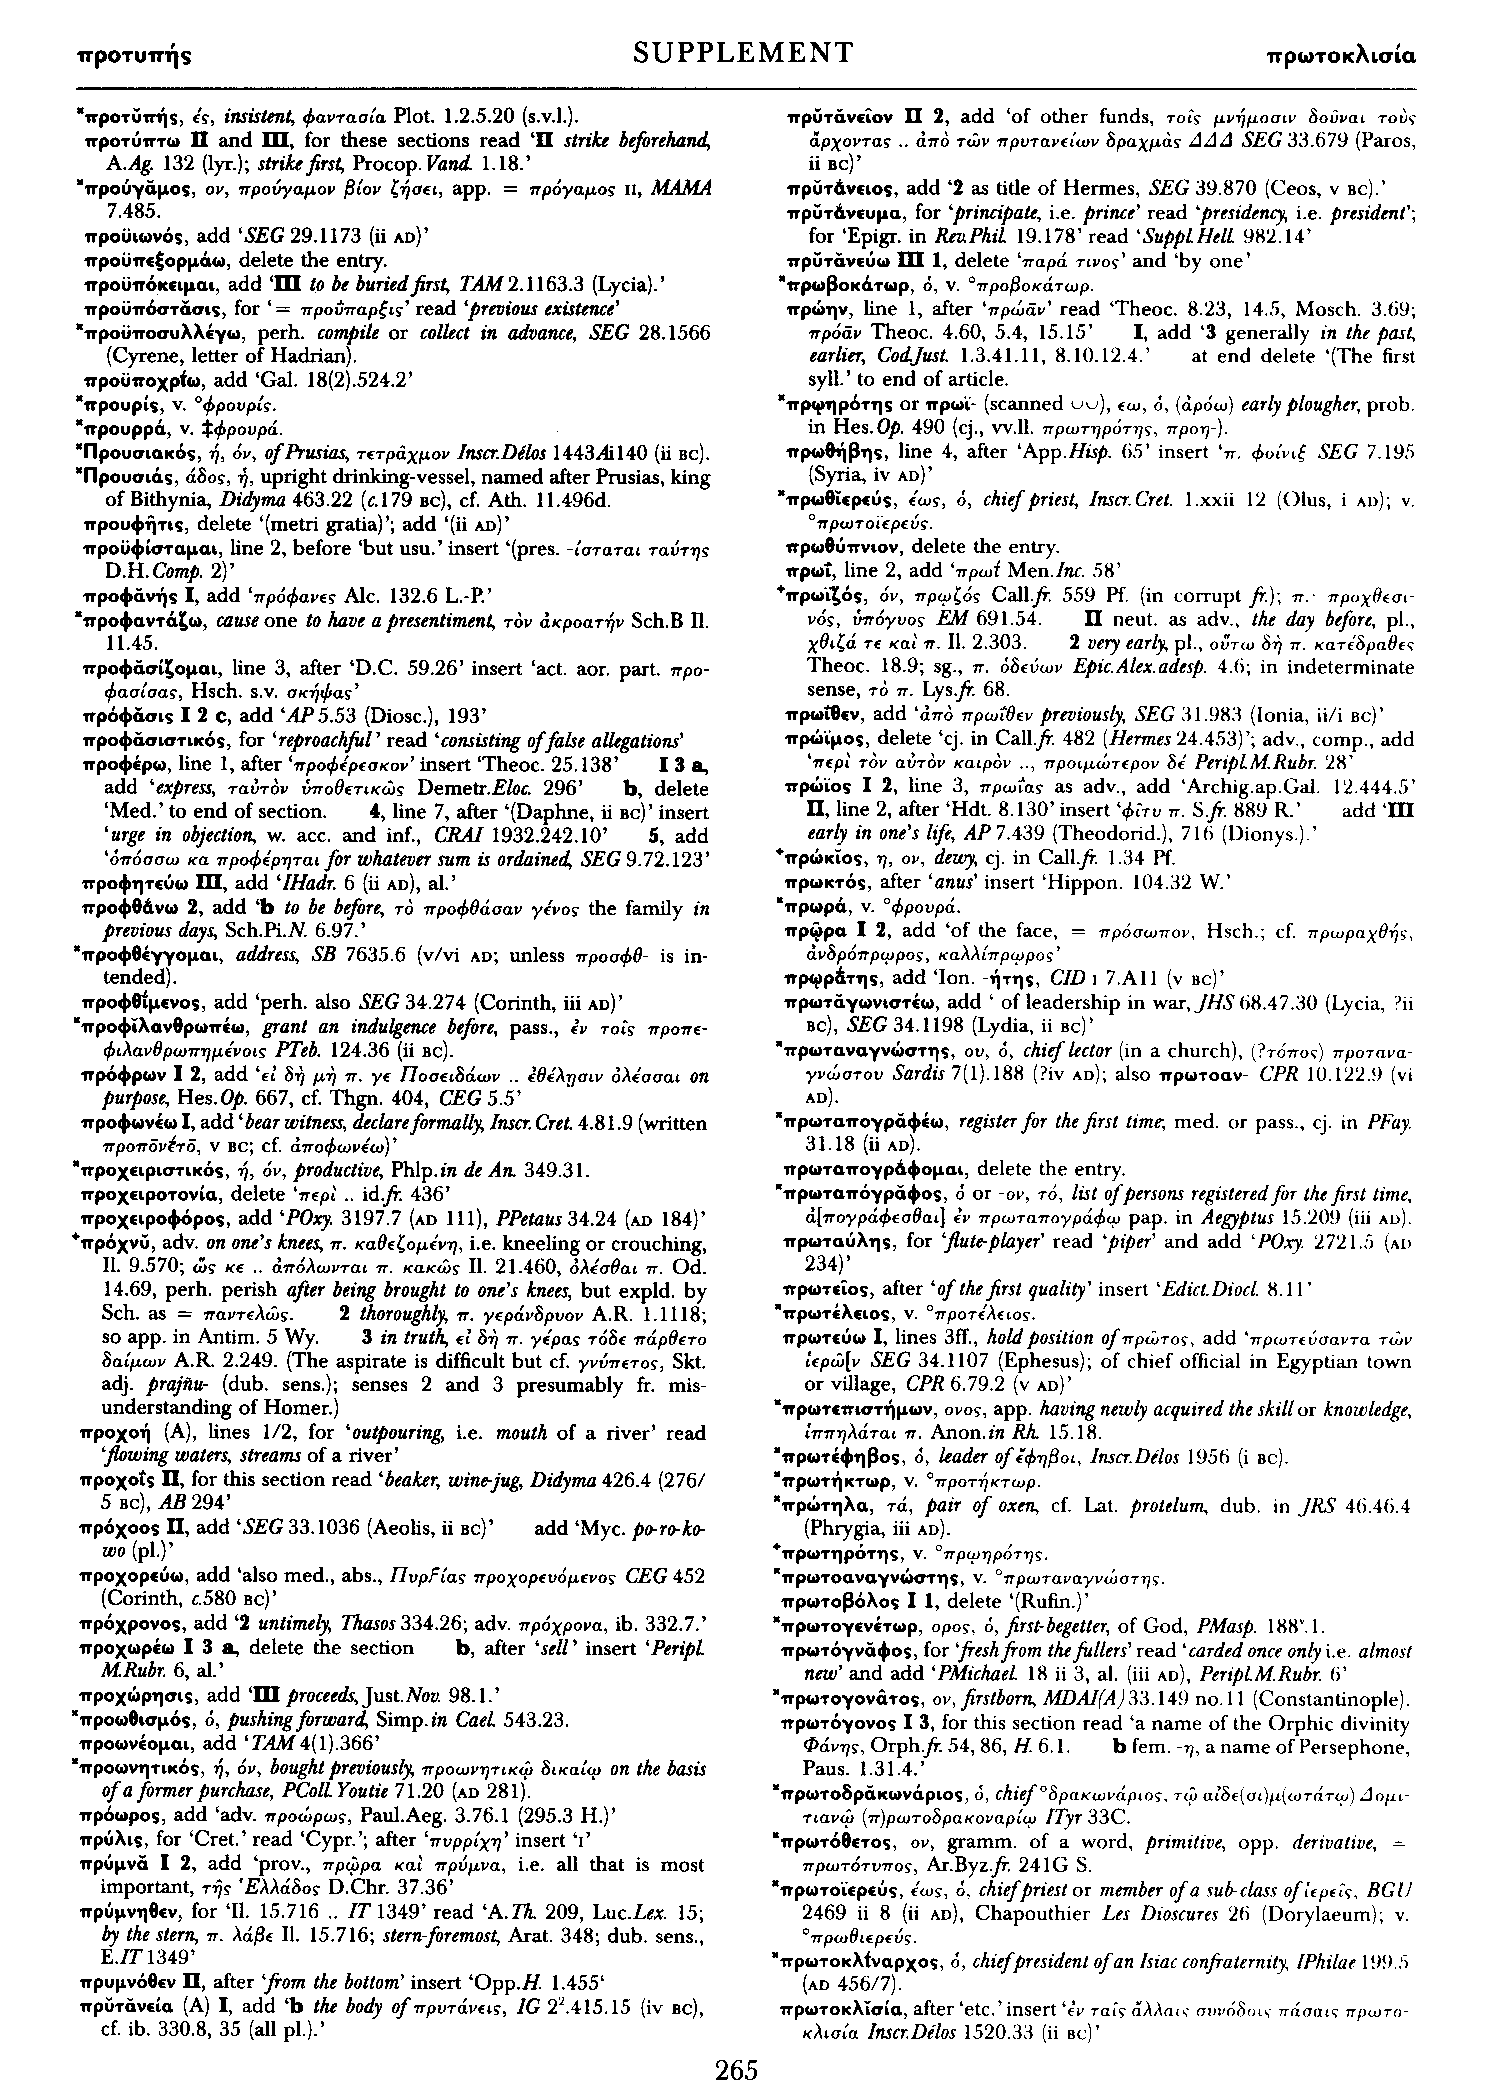 προτυπής SUPPLEMENT πρωτοκλισία
*προτῠπής, ές, insistent, φαντασία Plot. 1.2.5.20 (s.v.l.).
προτύπτω II and III, for these sections read ‘II strike beforehand,
A.Ag. 132 (lyr.); strike first, Procop.Vand. 1.18.’
*προύγᾰμος, ον, προύγαμον βίον ζήσει, app. = πρόγαμος II, MAMA
7.485.
προϋιωνός, add ‘SEG 29.1173 (ii AD)’
προϋπεξορμάω, delete the entry.
προϋπόκειμαι, add ‘III to be buried first, TAM 2.1163.3 (Lycia).’
προϋπόστᾰσις, for ‘= προΰπαρξις’ read ‘previous existence’
*προϋποσυλλέγω, perh. compile or collect in advance, SEG 28.1566
(Cyrene, letter of Hadrian).
προϋποχρίω, add ‘Gal. 18(2).524.2’
*προυρίς, v. °φρουρίς.
*προυρρά, v. ‡φρουρά.
*Προυσιακός, ή, όν, of Prusias, τετρᾶχμον Inscr.Délos 1443Ai140 (ii BC).
*Προυσιάς, άδος, ἡ, upright drinking-vessel, named after Prusias, king
of Bithynia, Didyma 463.22 (c.179 BC), cf. Ath. 11.496d.
προυφῆτις, delete ‘(metri gratia)’; add ‘(ii AD)’
προϋφίσταμαι, line 2, before ‘but usu.’ insert ‘(pres. -ίσταται ταύτης
D.H.Comp. 2)’
προφᾰνής I, add ‘πρόφανες Alc. 132.6 L.-P.’
*προφαντάζω, cause one to have a presentiment, τὸν ἀκροατήν Sch.B Il.
11.45.
προφᾰσίζομαι, line 3, after ‘D.C. 59.26’ insert ‘act. aor. part. προ-
φασίσας, Hsch. s.v. σκήψας’
πρόφᾰσις I 2 c, add ‘AP 5.53 (Diosc.), 193’
προφᾰσιστικός, for ‘reproachful’ read ‘consisting of false allegations’
προφέρω, line 1, after ‘προφέρεσκον’ insert ‘Theoc. 25.138’ I 3 a,
add ‘express, ταὐτὸν ὑποθετικῶς Demetr.Eloc. 296’ b, delete
‘Med.’ to end of section. 4, line 7, after ‘(Daphne, ii BC)’ insert
‘urge in objection, w. acc. and inf., CRAI 1932.242.10’ 5, add
‘ὁπόσσω κα προφέρηται for whatever sum is ordained, SEG 9.72.123’
προφητεύω III, add ‘IHadr. 6 (ii AD), al.’
προφθάνω 2, add ‘b to be before, τὸ προφθάσαν γένος the family in
previous days, Sch.Pi.N. 6.97.’
*προφθέγγομαι, address, SB 7635.6 (v/vi AD; unless προσφθ- is in-
tended).
προφθίμενος, add ‘perh. also SEG 34.274 (Corinth, iii AD)’
*προφῐλανθρωπέω, grant an indulgence before, pass., ἐν τοῖς προπε-
φιλανθρωπημένοις PTeb. 124.36 (ii BC).
πρόφρων I 2, add ‘εἰ δὴ μὴ π. γε Ποσειδάων .. ἐθέλῃσιν ὀλέσσαι on
purpose, Hes.Op. 667, cf. Thgn. 404, CEG 5.5’
προφωνέω I, add ‘bear witness, declare formally, Inscr.Cret. 4.81.9 (written
προπο̄νέτο̄, v BC; cf. ἀποφωνέω)’
*προχειριστικός, ή, όν, productive, Phlp.in de An. 349.31.
προχειροτονία, delete ‘περὶ .. id.fr. 436’
προχειροφόρος, add ‘POxy. 3197.7 (AD 111), PPetaus 34.24 (AD 184)’
⁺πρόχνῠ, adv. on one’s knees, π. καθεζομένη, i.e. kneeling or crouching,
Il. 9.570; ὥς κε .. ἀπόλωνται π. κακῶς Il. 21.460, ὀλέσθαι π. Od.
14.69, perh. perish after being brought to one’s knees, but expld. by
Sch. as = παντελῶς. 2 thoroughly, π. γεράνδρυον A.R. 1.1118;
so app. in Antim. 5 Wy. 3 in truth, εἰ δὴ π. γέρας τόδε πάρθετο
δαίμων A.R. 2.249. (The aspirate is difficult but cf. γνύπετος, Skt.
adj. prajñu- (dub. sens.); senses 2 and 3 presumably fr. mis-
understanding of Homer.)
προχοή (A), lines 1/2, for ‘outpouring, i.e. mouth of a river’ read
‘flowing waters, streams of a river’
προχοΐς II, for this section read ‘beaker, wine-jug, Didyma 426.4 (276/
5 BC), AB 294’
πρόχοος II, add ‘SEG 33.1036 (Aeolis, ii BC)’ add ‘Myc. po-ro-ko-
wo (pl.)’
προχορεύω, add ‘also med., abs., Πυρϝίας προχορευόμενος CEG 452
(Corinth, c.580 BC)’
πρόχρονος, add ‘2 untimely, Thasos 334.26; adv. πρόχρονα, ib. 332.7.’
προχωρέω I 3 a, delete the section b, after ‘sell’ insert ‘Peripl.
M.Rubr. 6, al.’
προχώρησις, add ‘III proceeds, Just.Nov. 98.1.’
*προωθισμός, ὁ, pushing forward, Simp.in Cael. 543.23.
προωνέομαι, add ‘TAM 4(1).366’
*προωνητικός, ή, όν, bought previously, προωνητικῷ δικαίῳ on the basis
of a former purchase, PColl.Youtie 71.20 (AD 281).
πρόωρος, add ‘adv. προώρως, Paul.Aeg. 3.76.1 (295.3 H.)’
πρύλις, for ‘Cret.’ read ‘Cypr.’; after ‘πυρρίχη’ insert ‘ι’
πρύμνᾰ I 2, add ‘prov., πρῷρα καὶ πρύμνα, i.e. all that is most
important, τῆς Ἑλλάδος D.Chr. 37.36’
πρύμνηθεν, for ‘Il. 15.716 .. IT 1349’ read ‘A.Th. 209, Luc.Lex. 15;
by the stern, π. λάβε Il. 15.716; stern-foremost, Arat. 348; dub. sens.,
E.IT 1349’
πρυμνόθεν II, after ‘from the bottom’ insert ‘Opp.H. 1.455‘
πρῠτᾰνεία (A) I, add ‘b the body of πρυτάνεις, IG 2².415.15 (iv BC),
cf. ib. 330.8, 35 (all pl.).’
πρῠτᾰνεῖον II 2, add ‘of other funds, τοῖς μνήμοσιν δοῦναι τοὺς
ἄρχοντας .. ἀπὸ τῶν πρυτανείων δραχμὰς ΔΔΔ SEG 33.679 (Paros,
ii BC)’
πρῠτάνειος, add ‘2 as title of Hermes, SEG 39.870 (Ceos, v BC).’
πρῠτάνευμα, for ‘principate, i.e. prince’ read ‘presidency, i.e. president’;
for ‘Epigr. in Rev.Phil. 19.178’ read ‘Suppl.Hell. 982.14’
πρῠτᾰνεύω III 1, delete ‘παρά τινος’ and ‘by one’
*πρωβοκάτωρ, ὁ, v. °προβοκάτωρ.
πρώην, line 1, after ‘πρώᾱν’ read ‘Theoc. 8.23, 14.5, Mosch. 3.69;
πρόᾱν Theoc. 4.60, 5.4, 15.15’ I, add ‘3 generally in the past,
earlier, Cod.Just. 1.3.41.11, 8.10.12.4.’ at end delete ‘(The first
syll.’ to end of article.
*πρῳηρότης or πρωϊ- (scanned ᴗᴗ), εω, ὁ, (ἀρόω) early plougher, prob.
in Hes.Op. 490 (cj., vv.ll. πρωτηρότης, προη-).
πρωθήβης, line 4, after ‘App.Hisp. 65’ insert ‘π. φοίνιξ SEG 7.195
(Syria, iv AD)’
*πρωθῐερεύς, έως, ὁ, chief priest, Inscr.Cret. 1.xxii 12 (Olus, i AD); v.
°πρωτοϊερεύς.
πρωθύπνιον, delete the entry.
πρωΐ, line 2, add ‘πρωί Men.Inc. 58’
⁺πρωϊζός, όν, πρῳζός Call.fr. 559 Pf. (in corrupt fr.); π.· προχθεσι-
νός, ὑπόγυος EM 691.54. II neut. as adv., the day before, pl.,
χθιζά τε καὶ π. Il. 2.303. 2 very early, pl., οὕτω δὴ π. κατέδραθες
Theoc. 18.9; sg., π. ὁδεύων Epic.Alex.adesp. 4.6; in indeterminate
sense, τὸ π. Lys.fr. 68.
πρωΐθεν, add ‘ἀπὸ πρωΐθεν previously, SEG 31.983 (Ionia, ii/i BC)’
πρώϊμος, delete ‘cj. in Call.fr. 482 (Hermes 24.453)’; adv., comp., add
‘περὶ τὸν αὐτὸν καιρὸν .., προιμώτερον δέ Peripl.M.Rubr. 28’
πρώϊος I 2, line 3, πρωΐας as adv., add ‘Archig.ap.Gal. 12.444.5’
II, line 2, after ‘Hdt. 8.130’ insert ‘φῖτυ π. S.fr. 889 R.’ add ‘III
early in one’s life, AP 7.439 (Theodorid.), 716 (Dionys.).’
⁺πρώκῐος, η, ον, dewy, cj. in Call.fr. 1.34 Pf.
πρωκτός, after ‘anus’ insert ‘Hippon. 104.32 W.’
*πρωρά, v. °φρουρά.
πρῷρα I 2, add ‘of the face, = πρόσωπον, Hsch.; cf. πρωραχθής,
ἀνδρόπρῳρος, καλλίπρῳρος’
πρῳράτης, add ‘Ion. -ήτης, CID I 7.A11 (v BC)’
πρωτᾰγωνιστέω, add ‘ of leadership in war, JHS 68.47.30 (Lycia, ?ii
BC), SEG 34.1198 (Lydia, ii BC)’
*πρωταναγνώστης, ου, ὁ, chief lector (in a church), (?τόπος) προτανα-
γνώστου Sardis 7(1).188 (?iv AD); also πρωτοαν- CPR 10.122.9 (vi
AD).
*πρωταπογρᾰφέω, register for the first time, med. or pass., cj. in PFay.
31.18 (ii AD).
πρωταπογράφομαι, delete the entry.
*πρωταπόγρᾰφος, ὁ or -ον, τό, list of persons registered for the first time,
ἀ[πογράφεσθαι] ἐν πρωταπογράφῳ pap. in Aegyptus 15.209 (iii AD).
πρωταύλης, for ‘flute-player’ read ‘piper’ and add ‘POxy. 2721.5 (AD
234)’
πρωτεῖος, after ‘of the first quality’ insert ‘Edict.Diocl. 8.11’
*πρωτέλειος, v. °προτέλειος.
πρωτεύω I, lines 3ff., hold position of πρῶτος, add ‘πρωτεύσαντα τῶν
ἱερῶ[ν SEG 34.1107 (Ephesus); of chief official in Egyptian town
or village, CPR 6.79.2 (v AD)’
*πρωτεπιστήμων, ονος, app. having newly acquired the skill or knowledge,
ἱππηλάται π. Anon.in Rh. 15.18.
*πρωτέφηβος, ὁ, leader of ἔφηβοι, Inscr.Délos 1956 (i BC).
*πρωτήκτωρ, v. °προτήκτωρ.
*πρώτηλα, τά, pair of oxen, cf. Lat. protelum, dub. in JRS 46.46.4
(Phrygia, iii AD).
⁺πρωτηρότης, v. °πρῳηρότης.
*πρωτοαναγνώστης, v. °πρωταναγνώστης.
πρωτοβόλος I 1, delete ‘(Rufin.)’
*πρωτογενέτωρ, ορος, ὁ, first-begetter, of God, PMasp. 188ᵛ.1.
πρωτόγνᾰφος, for ‘fresh from the fullers’ read ‘carded once only i.e. almost
new’ and add ‘PMichael. 18 ii 3, al. (iii AD), Peripl.M.Rubr. 6’
*πρωτογονᾶτος, ον, firstborn, MDAI(A) 33.149 no.11 (Constantinople).
πρωτόγονος I 3, for this section read ‘a name of the Orphic divinity
Φάνης, Orph.fr. 54, 86, H. 6.1. b fem. -η, a name of Persephone,
Paus. 1.31.4.’
*πρωτοδρᾰκωνάριος, ὁ, chief °δρακωνάριος, τῷ αἰδε(σι)μ(ωτάτῳ) Δομι-
τιανῷ (π)ρωτοδρακοναρίῳ ITyr 33C.
*πρωτόθετος, ον, gramm. of a word, primitive, opp. derivative, =
πρωτότυπος, Ar.Byz.fr. 241G S.
*πρωτοϊερεύς, έως, ὁ, chief priest or member of a sub-class of ἱερεῖς, BGU
2469 ii 8 (ii AD), Chapouthier Les Dioscures 26 (Dorylaeum); v.
°πρωθιερεύς.
*πρωτοκλίναρχος, ὁ, chief president of an Isiac confraternity, IPhilae 199.5
(AD 456/7).
πρωτοκλῐσία, after ‘etc.’ insert ‘ἐν ταῖς ἄλλαις συνόδοις πάσαις πρωτο-
κλισία Inscr.Délos 1520.33 (ii BC)’
265